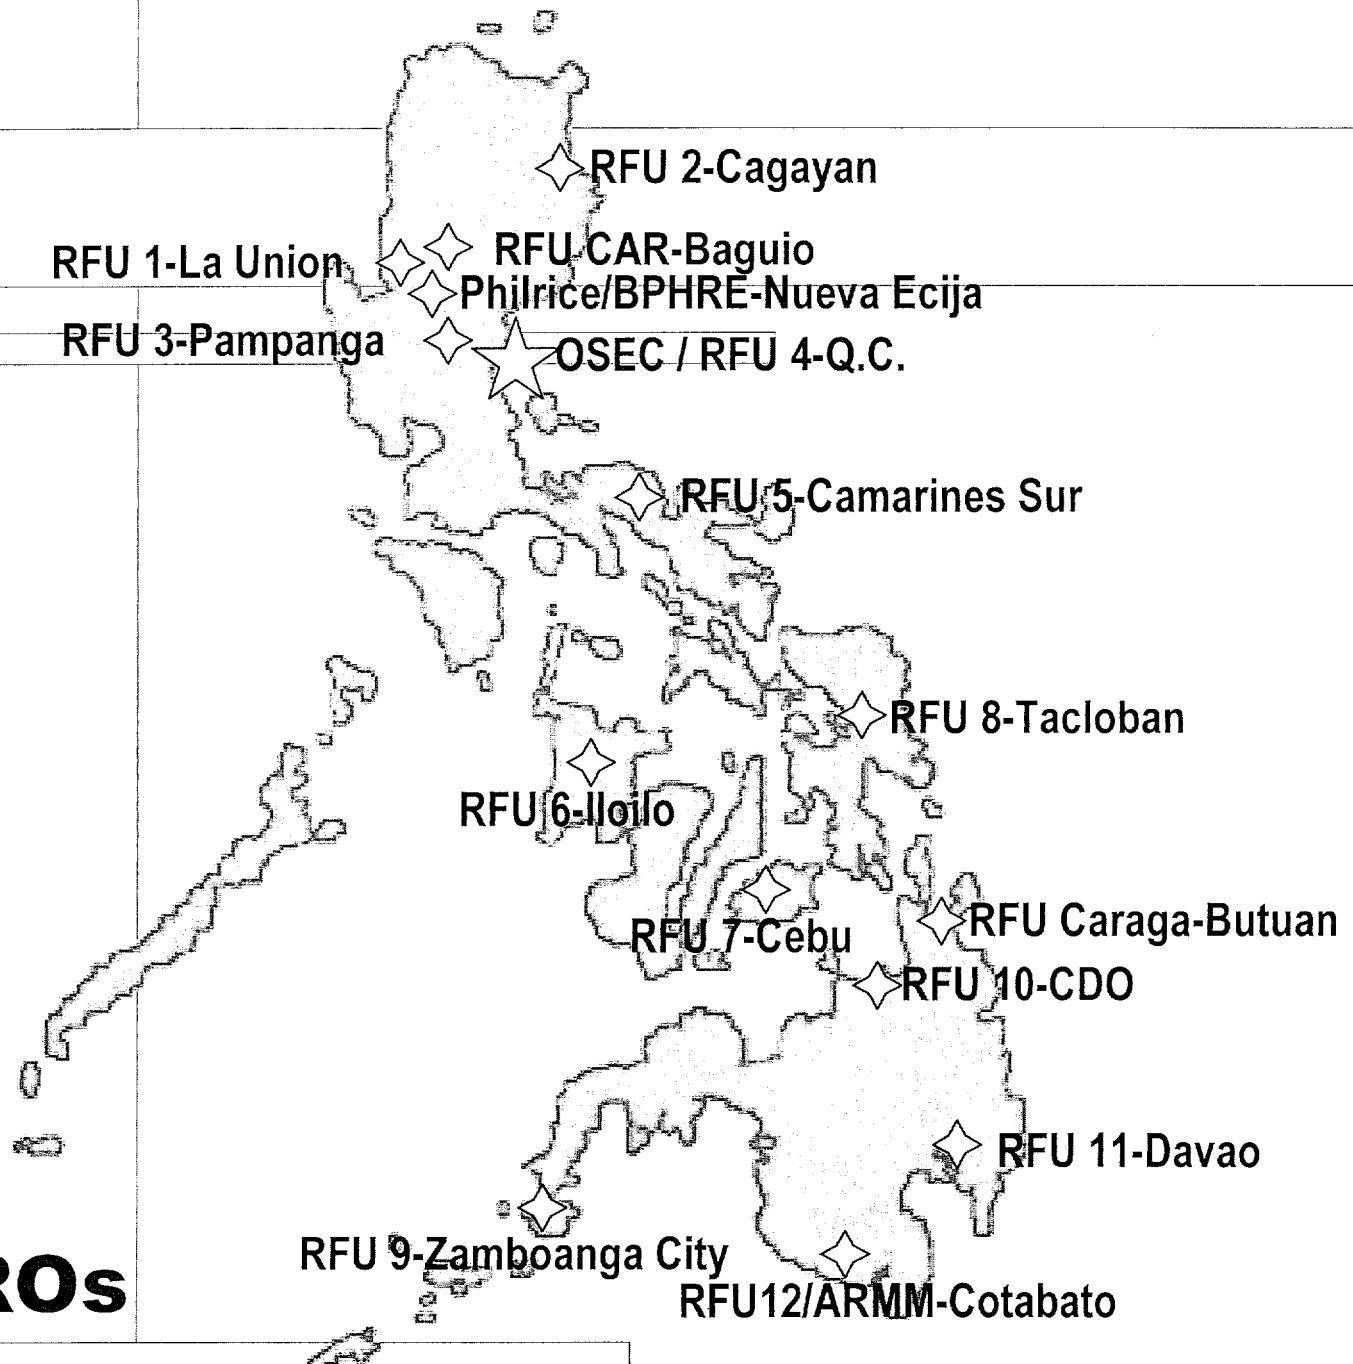 RFU 2-Cagayan
RFU CAR-Baguio
RFU 1-La Union
Philrice/BPHRE-Nueva Ecija
RFU 3-Pampanga
OSEC / RFU 4-Q.C.
RFU 5-Camarines Sur
RFU 8-Tacloban
RFU 6-Iloilo
RFU Caraga-Butuan
RFU 7-Cebu
RFU 10-CDO
RFU 11-Davao
RFU 9-Zamboanga City
ROs
RFU12/ARMM-Cotabato